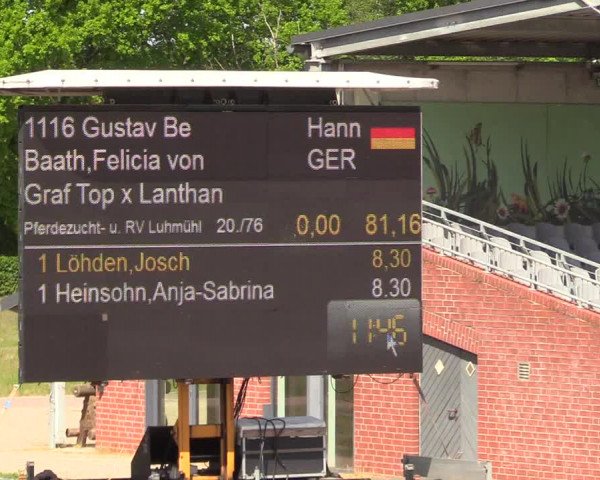 1116 Gustav Be Hann
Baath,Felicia von GER
Graf Top x Lanthan
Pferdezucht- u. RV Luhmühl 20./76 0,00 81,16
1 Löhden,Josch 8,30
1 Heinsohn,Anja-Sabrina 8.30
11:46